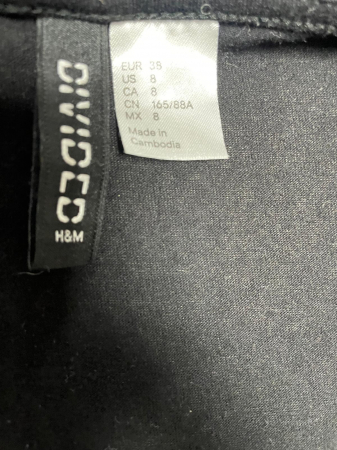 DIVIDED
H&M
EUR 38
US 8
CA 8
CN 165/88A
MX 8
Made in
Cambodia